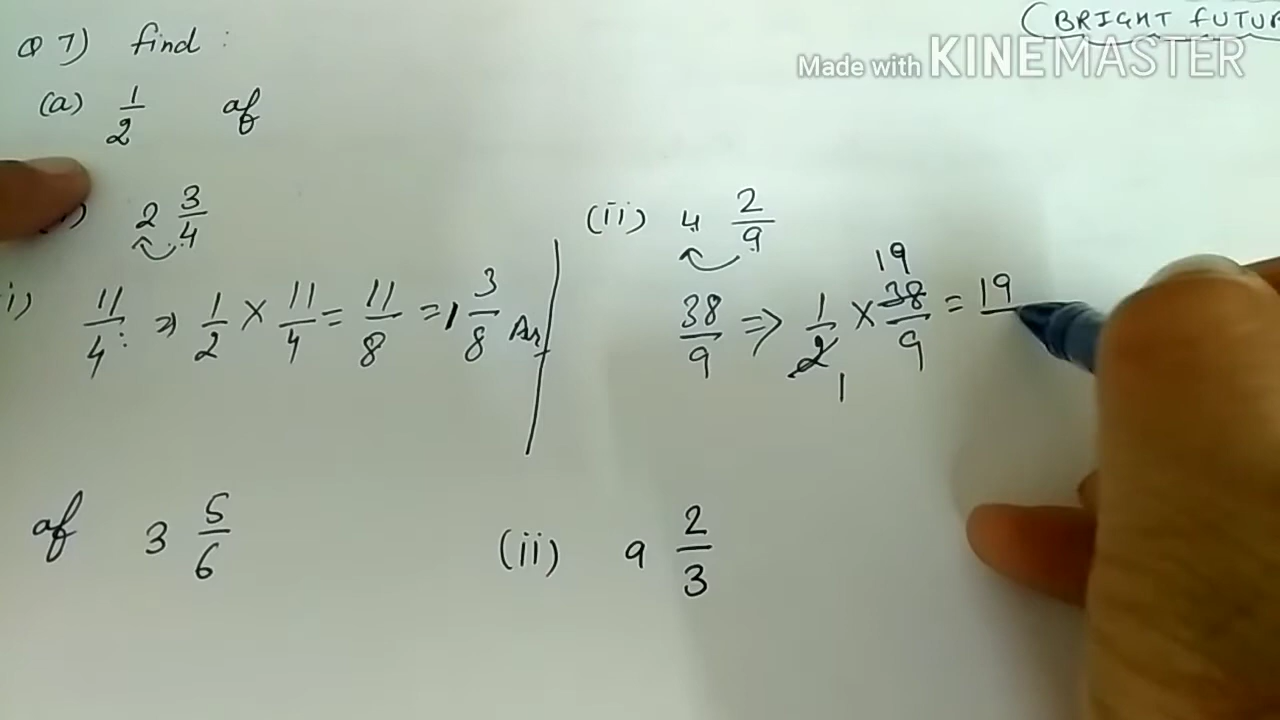 (BRIGHT FUTUR
Made with KINEMASTER
Q 7) find :
(a) 1/2 of
) 2 3/4
(ii) 4 2/9
i) 11/4 : ⇒ 1/2 × 11/4 = 11/8 = 1 3/8 Ans
38/9 ⇒ 1/2 × 38/9 = 19
19
1
of 3 5/6
(ii) 9 2/3